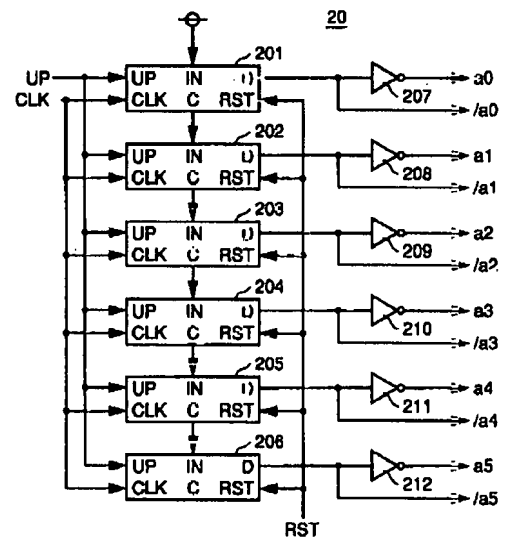 20
201
UP UP IN D a0
207
CLK CLK C RST /a0
202
UP IN D a1
208
CLK C RST /a1
203
UP IN D a2
209
CLK C RST /a2
204
UP IN D a3
210
CLK C RST /a3
205
UP IN D a4
211
CLK C RST /a4
206
UP IN D a5
212
CLK C RST /a5
RST